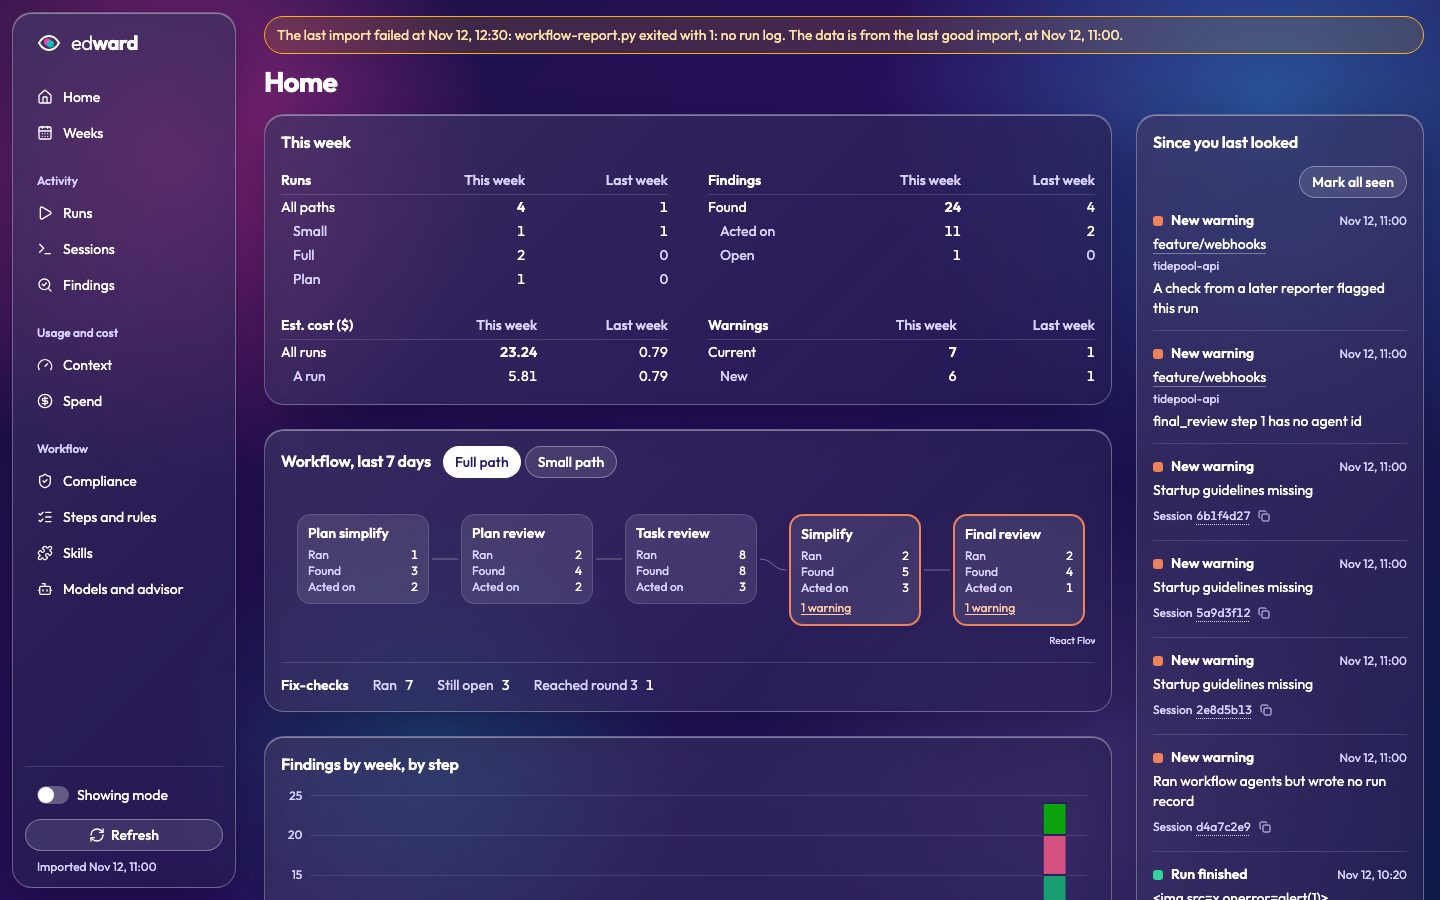 edward
Home
Weeks
Activity
Runs
Sessions
Findings
Usage and cost
Context
Spend
Workflow
Compliance
Steps and rules
Skills
Models and advisor
Showing mode
Refresh
Imported Nov 12, 11:00
The last import failed at Nov 12, 12:30: workflow-report.py exited with 1: no run log. The data is from the last good import, at Nov 12, 11:00.
Home
This week
Runs This week Last week
All paths 4 1
Small 1 1
Full 2 0
Plan 1 0
Findings This week Last week
Found 24 4
Acted on 11 2
Open 1 0
Est. cost ($) This week Last week
All runs 23.24 0.79
A run 5.81 0.79
Warnings This week Last week
Current 7 1
New 6 1
Workflow, last 7 days Full path Small path
Plan simplify
Ran 1
Found 3
Acted on 2
Plan review
Ran 2
Found 4
Acted on 2
Task review
Ran 8
Found 8
Acted on 3
Simplify
Ran 2
Found 5
Acted on 3
1 warning
Final review
Ran 2
Found 4
Acted on 1
1 warning
React Flow
Fix-checks Ran 7 Still open 3 Reached round 3 1
Findings by week, by step
25
20
15
Since you last looked
Mark all seen
New warning Nov 12, 11:00
feature/webhooks
tidepool-api
A check from a later reporter flagged
this run
New warning Nov 12, 11:00
feature/webhooks
tidepool-api
final_review step 1 has no agent id
New warning Nov 12, 11:00
Startup guidelines missing
Session 6b1f4d27
New warning Nov 12, 11:00
Startup guidelines missing
Session 5a9d3f12
New warning Nov 12, 11:00
Startup guidelines missing
Session 2e8d5b13
New warning Nov 12, 11:00
Ran workflow agents but wrote no run
record
Session d4a7c2e9
Run finished Nov 12, 10:20
<img src=x onerror=alert(1)>